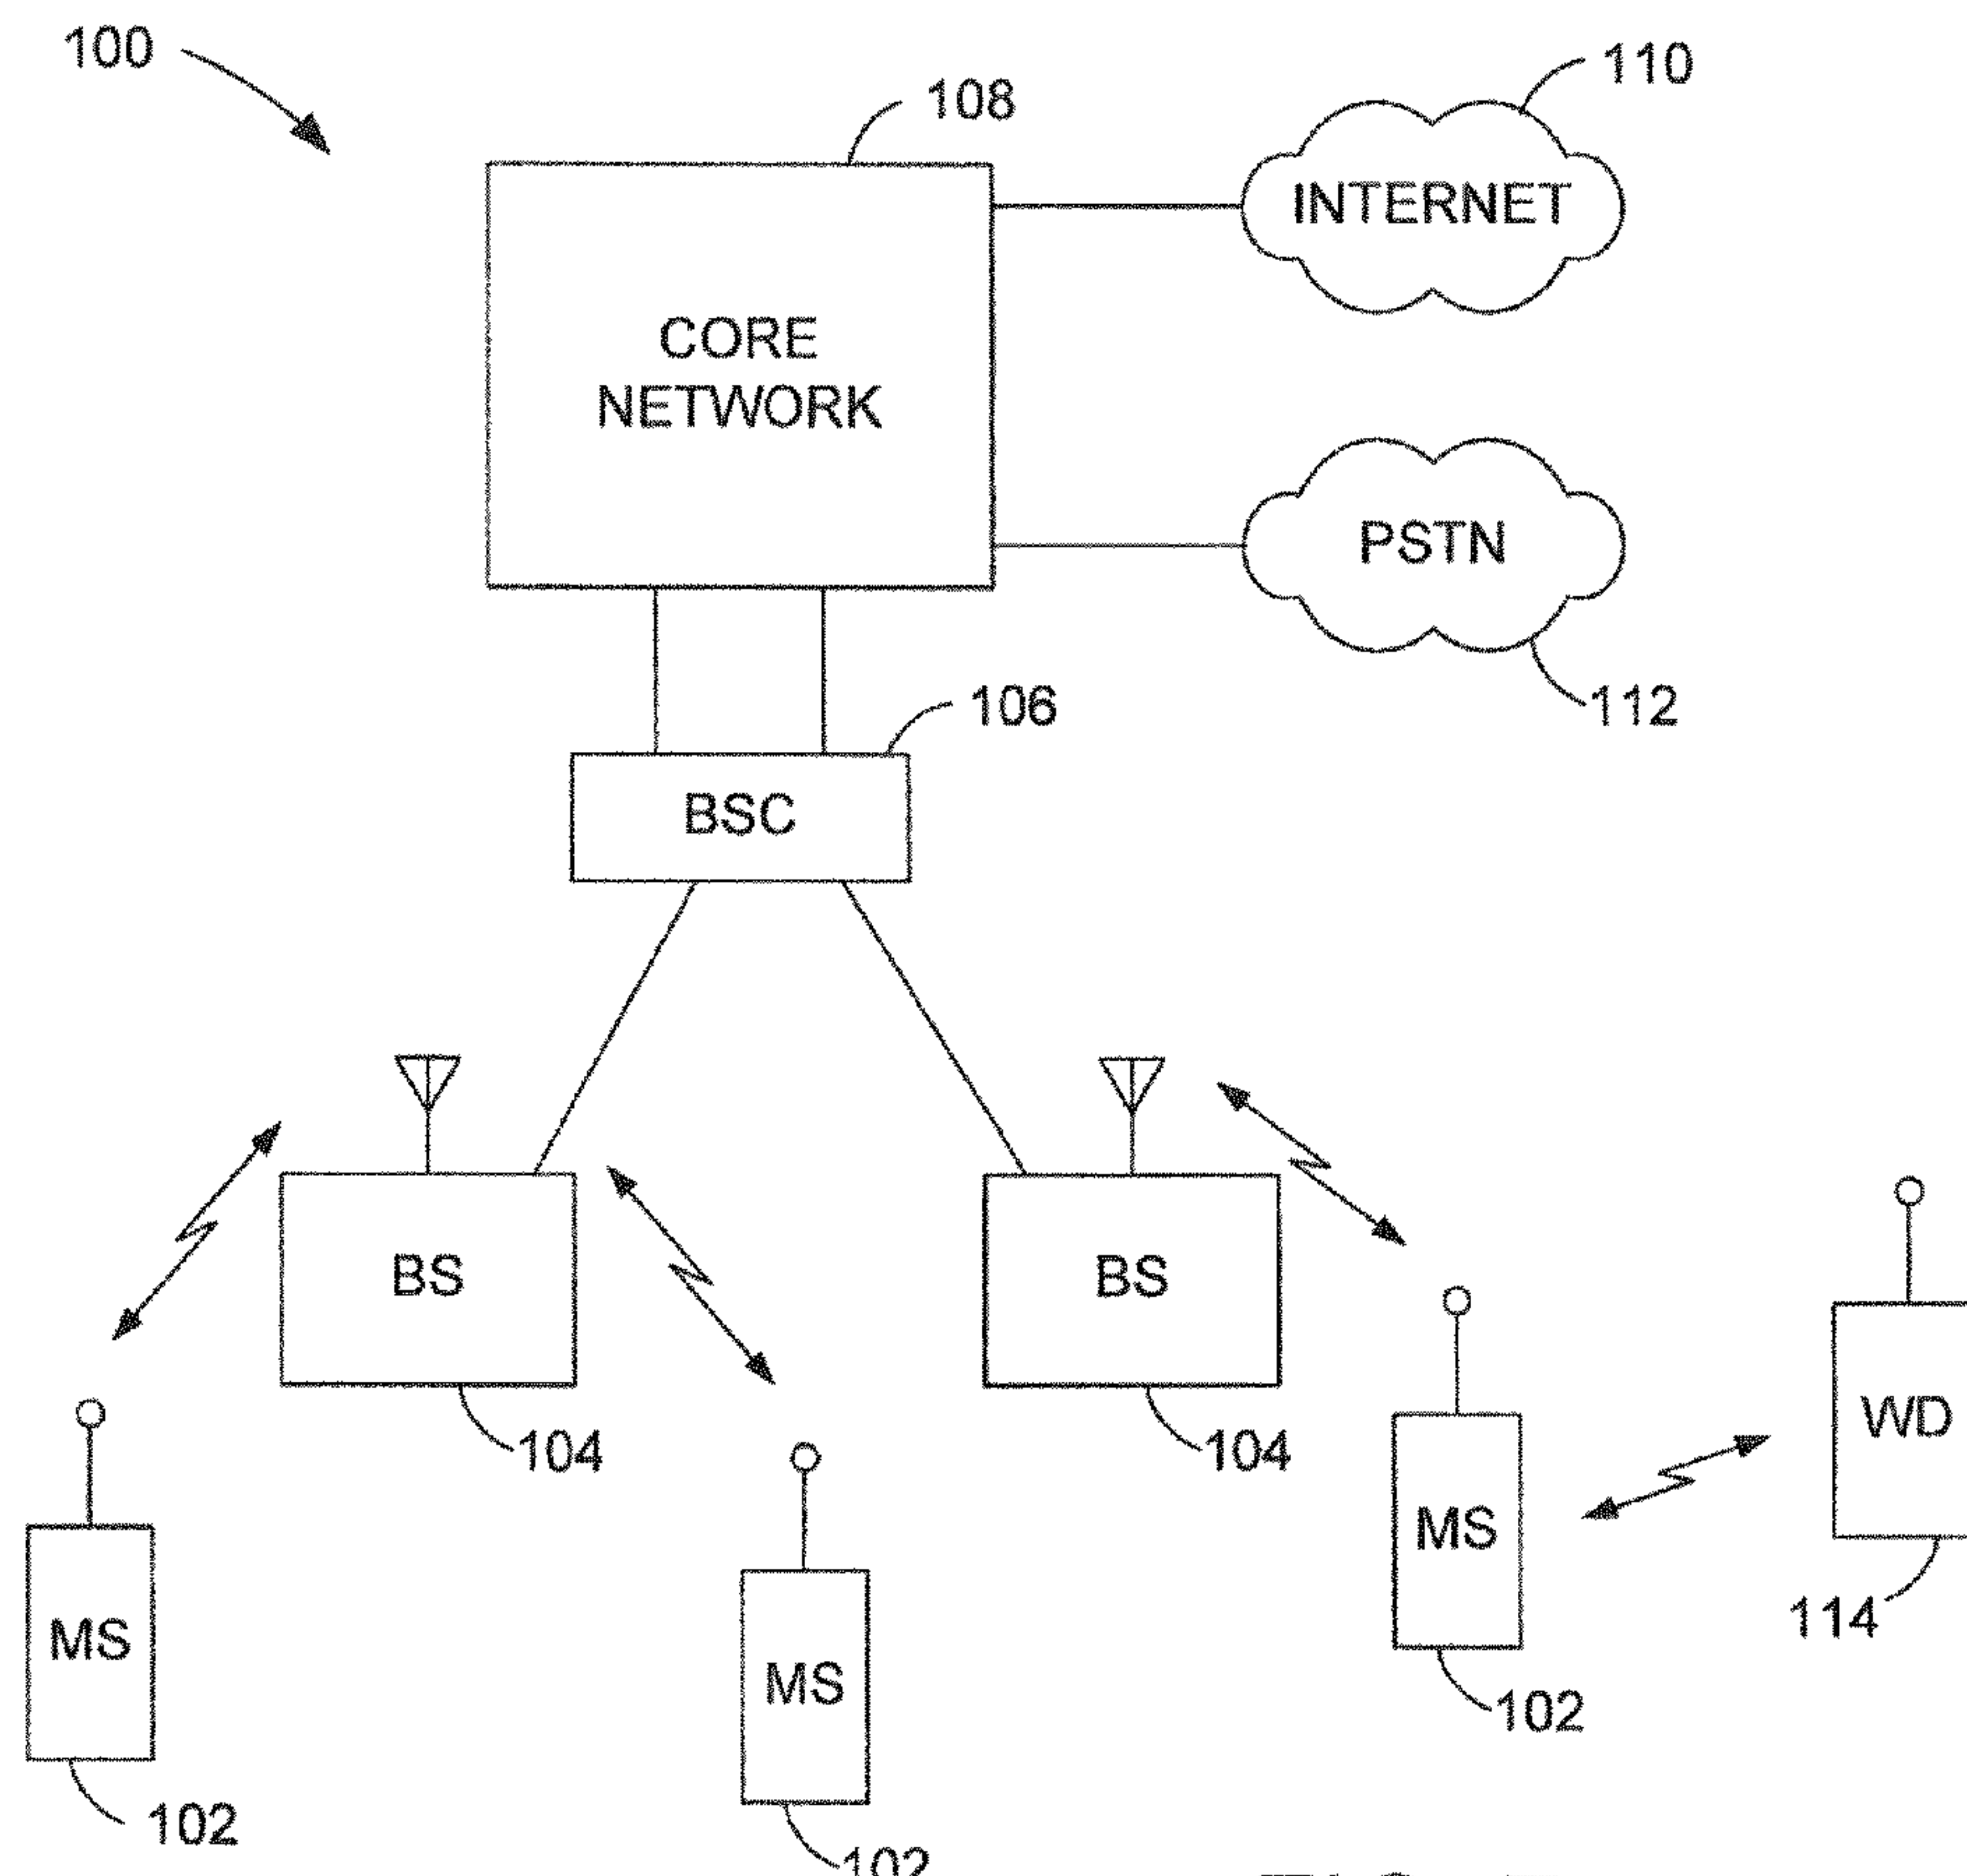 100
108
110
INTERNET
CORE
NETWORK
PSTN
112
106
BSC
BS
BS
104
104
WD
114
MS
102
MS
102
MS
102